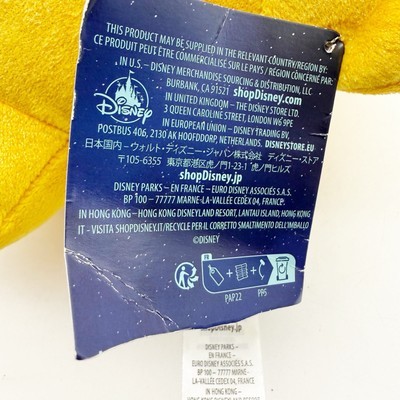 THIS PRODUCT MAY BE SUPPLIED IN THE RELEVANT COUNTRY/REGION BY:
CE PRODUIT PEUT ÊTRE COMMERCIALISÉ SUR LE PAYS / RÉGION CONCERNÉ PAR:
IN U.S. - DISNEY MERCHANDISE SOURCING & DISTRIBUTION, LLC
BURBANK, CA 91521 shopDisney.com
IN UNITED KINGDOM - THE DISNEY STORE LTD.
3 QUEEN CAROLINE ST, LONDON W6 9PE
IN EUROPEAN UNION - DISNEY TRADING BV,
POSTBUS 406, 2130 AK HOOFDDORP, NETHERLANDS. DISNEYSTORE.EU
日本国内－ウォルト・ディズニー・ジャパン株式会社 ディズニーストア
〒105-6355 東京都港区虎ノ門1-23-1 虎ノ門ヒルズ
shopDisney.jp
DISNEY PARKS - EN FRANCE - EURO DISNEY ASSOCIÉS S.A.S.
BP 100 - 77777 MARNE-LA-VALLÉE CEDEX 04, FRANCE.
IN HONG KONG - HONG KONG DISNEYLAND RESORT, LANTAU ISLAND, HONG KONG
IT - VISITA SHOPDISNEY.IT/RECYCLE PER IL CORRETTO SMALTIMENTO DELL'IMBALLO
©DISNEY
Disney
FR
PAP22 PP5
shopDisney.jp
DISNEY PARKS –
EN FRANCE –
EURO DISNEY ASSOCIÉS S.A.S.
BP 100 – 77777 MARNE-
LA-VALLÉE CEDEX 04,
FRANCE.
IN HONG KONG –